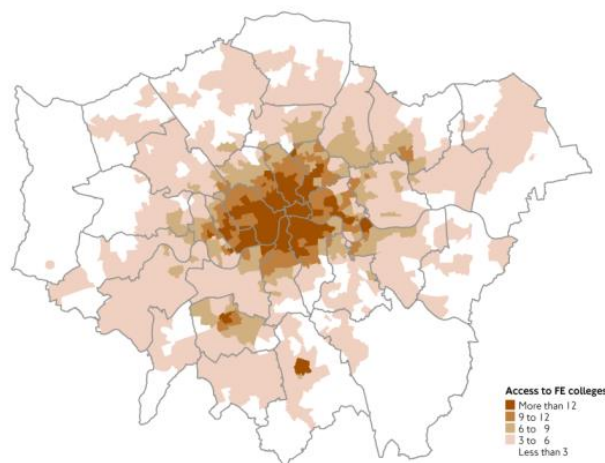 Access to FE colleges
More than 12
9 to 12
6 to 9
3 to 6
Less than 3